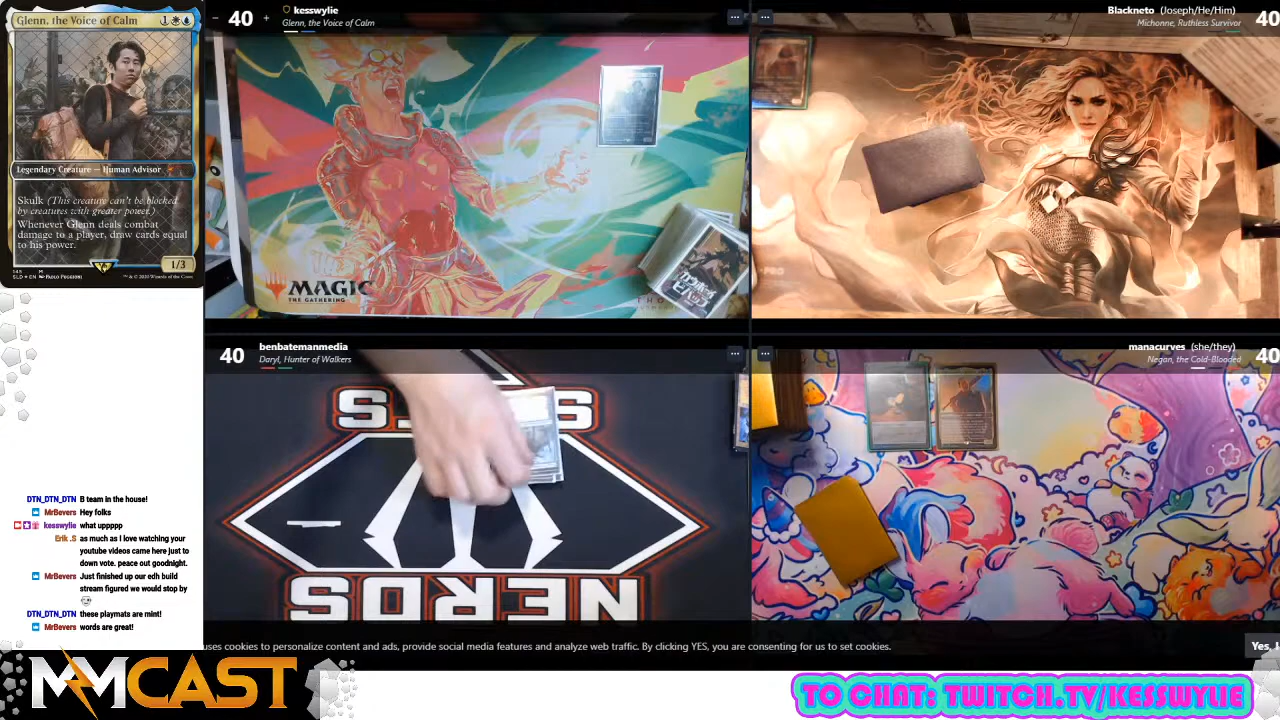 Glenn, the Voice of Calm
Legendary Creature — Human Advisor
Skulk (This creature can't be blocked
by creatures with greater power.)
Whenever Glenn deals combat
damage to a player, draw cards equal
to his power.
1/3
− 40 +
kesswylie
Glenn, the Voice of Calm
...
MAGIC
THE GATHERING
...
Blackneto (Joseph/He/Him)
Michonne, Ruthless Survivor
40
40
benbatemanmedia
Daryl, Hunter of Walkers
...
NERDS
...
manacurves (she/they)
Negan, the Cold-Blooded
40
DTN_DTN_DTN B team in the house!
MrBevers Hey folks
kesswylie what uppppp
Erik .S as much as I love watching your
youtube videos came here just to
down vote. peace out goodnight.
MrBevers Just finished up our edh build
stream figured we would stop by
DTN_DTN_DTN these playmats are mint!
MrBevers words are great!
uses cookies to personalize content and ads, provide social media features and analyze web traffic. By clicking YES, you are consenting for us to set cookies.
Yes, I
MMCAST
TO CHAT: TWITCH.TV/KESSWYLIE